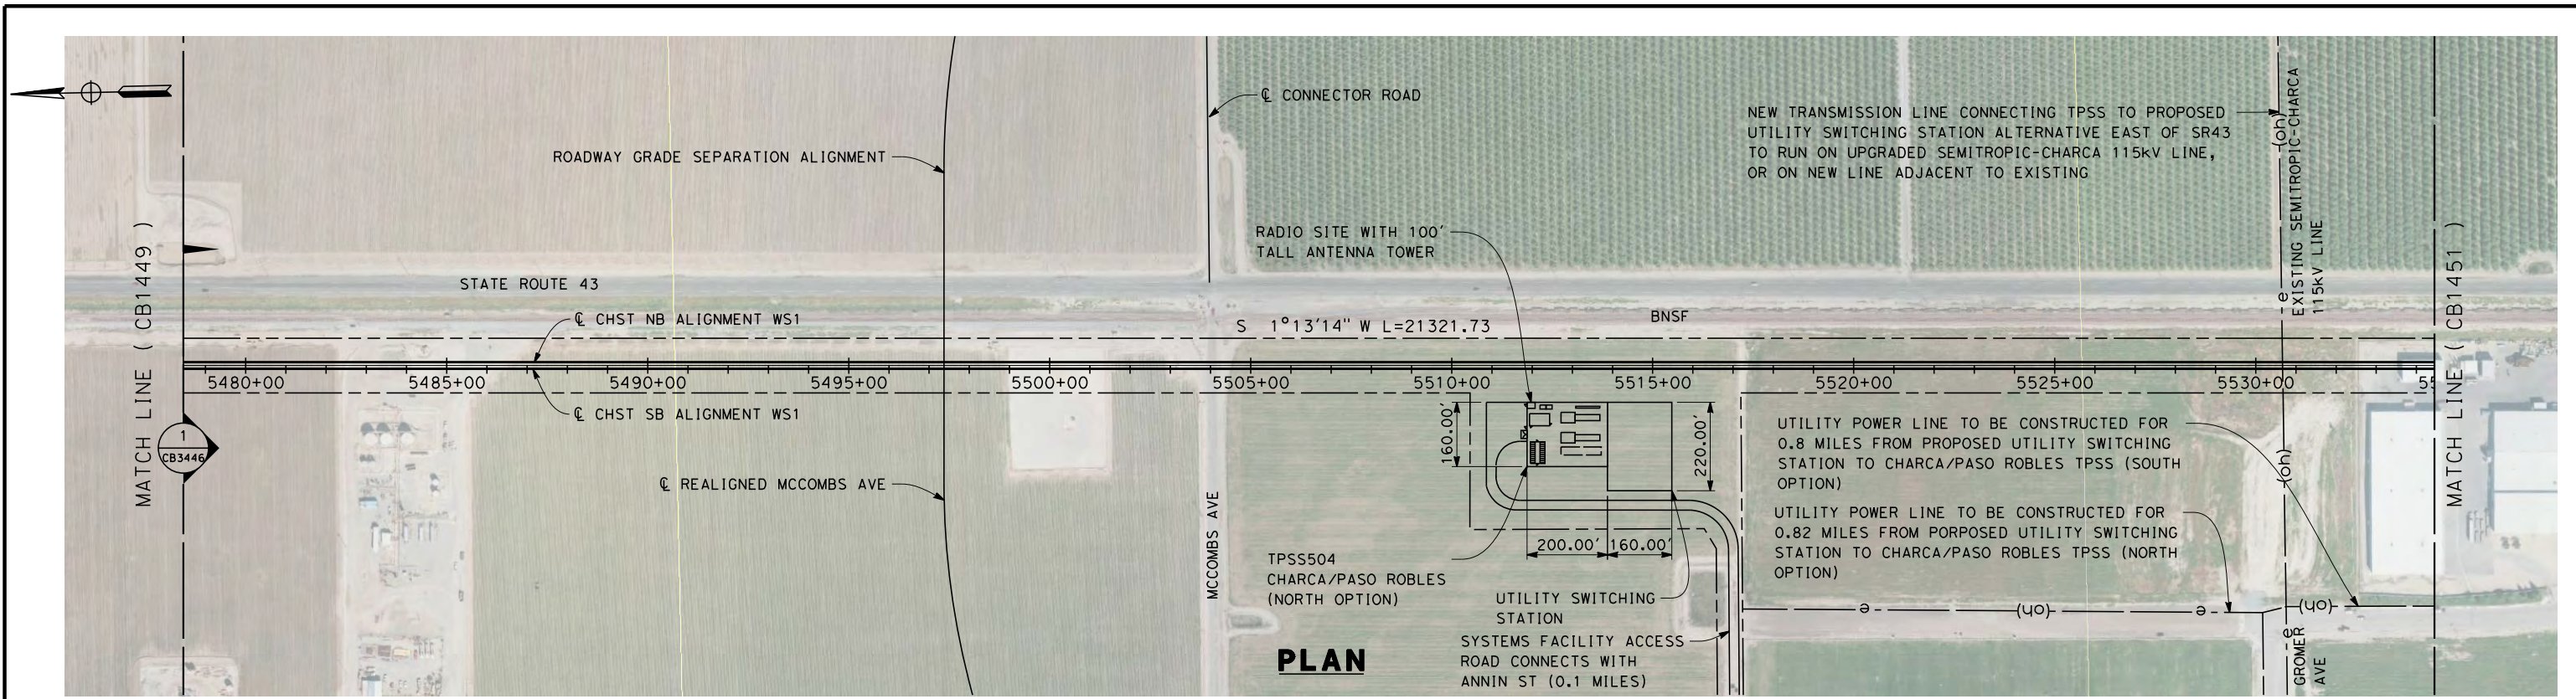 MATCH LINE ( CB1449 )
1
CB3446
STATE ROUTE 43
ROADWAY GRADE SEPARATION ALIGNMENT
℄ CONNECTOR ROAD
NEW TRANSMISSION LINE CONNECTING TPSS TO PROPOSED
UTILITY SWITCHING STATION ALTERNATIVE EAST OF SR43
TO RUN ON UPGRADED SEMITROPIC-CHARCA 115kV LINE,
OR ON NEW LINE ADJACENT TO EXISTING
RADIO SITE WITH 100'
TALL ANTENNA TOWER
(oh)
e
EXISTING SEMITROPIC-CHARCA
115kV LINE
MATCH LINE ( CB1451 )
℄ CHST NB ALIGNMENT WS1
S 1°13'14" W L=21321.73
BNSF
5480+00
5485+00
5490+00
5495+00
5500+00
5505+00
5510+00
5515+00
5520+00
5525+00
5530+00
55
℄ CHST SB ALIGNMENT WS1
℄ REALIGNED MCCOMBS AVE
MCCOMBS AVE
160.00'
220.00'
200.00'
160.00'
TPSS504
CHARCA/PASO ROBLES
(NORTH OPTION)
UTILITY SWITCHING
STATION
SYSTEMS FACILITY ACCESS
ROAD CONNECTS WITH
ANNIN ST (0.1 MILES)
UTILITY POWER LINE TO BE CONSTRUCTED FOR
0.8 MILES FROM PROPOSED UTILITY SWITCHING
STATION TO CHARCA/PASO ROBLES TPSS (SOUTH
OPTION)
UTILITY POWER LINE TO BE CONSTRUCTED FOR
0.82 MILES FROM PORPOSED UTILITY SWITCHING
STATION TO CHARCA/PASO ROBLES TPSS (NORTH
OPTION)
(oh)
e
(oh)
e
(oh)
e
GROMER
AVE
PLAN